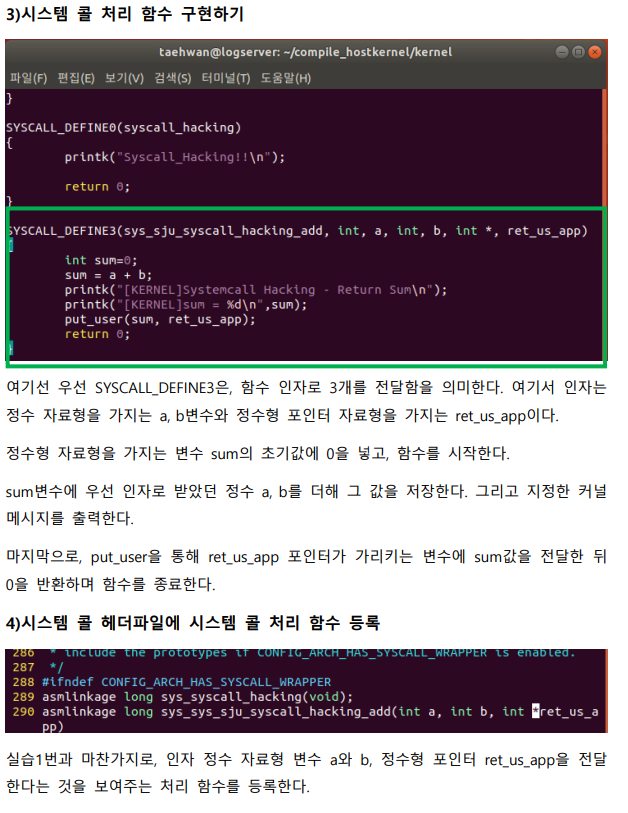 3)시스템 콜 처리 함수 구현하기
taehwan@logserver: ~/compile_hostkernel/kernel
파일(F) 편집(E) 보기(V) 검색(S) 터미널(T) 도움말(H)
}
SYSCALL_DEFINE0(syscall_hacking)
{
printk("Syscall_Hacking!!\n");
return 0;
}
SYSCALL_DEFINE3(sys_sju_syscall_hacking_add, int, a, int, b, int *, ret_us_app)
{
int sum=0;
sum = a + b;
printk("[KERNEL]Systemcall Hacking - Return Sum\n");
printk("[KERNEL]sum = %d\n",sum);
put_user(sum, ret_us_app);
return 0;
}
여기선 우선 SYSCALL_DEFINE3은, 함수 인자로 3개를 전달함을 의미한다. 여기서 인자는
정수 자료형을 가지는 a, b변수와 정수형 포인터 자료형을 가지는 ret_us_app이다.
정수형 자료형을 가지는 변수 sum의 초기값에 0을 넣고, 함수를 시작한다.
sum변수에 우선 인자로 받았던 정수 a, b를 더해 그 값을 저장한다. 그리고 지정한 커널
메시지를 출력한다.
마지막으로, put_user을 통해 ret_us_app 포인터가 가리키는 변수에 sum값을 전달한 뒤
0을 반환하며 함수를 종료한다.
4)시스템 콜 헤더파일에 시스템 콜 처리 함수 등록
286 * include the prototypes if CONFIG_ARCH_HAS_SYSCALL_WRAPPER is enabled.
287 */
288 #ifndef CONFIG_ARCH_HAS_SYSCALL_WRAPPER
289 asmlinkage long sys_syscall_hacking(void);
290 asmlinkage long sys_sys_sju_syscall_hacking_add(int a, int b, int *ret_us_a
pp)
실습1번과 마찬가지로, 인자 정수 자료형 변수 a와 b, 정수형 포인터 ret_us_app을 전달
한다는 것을 보여주는 처리 함수를 등록한다.